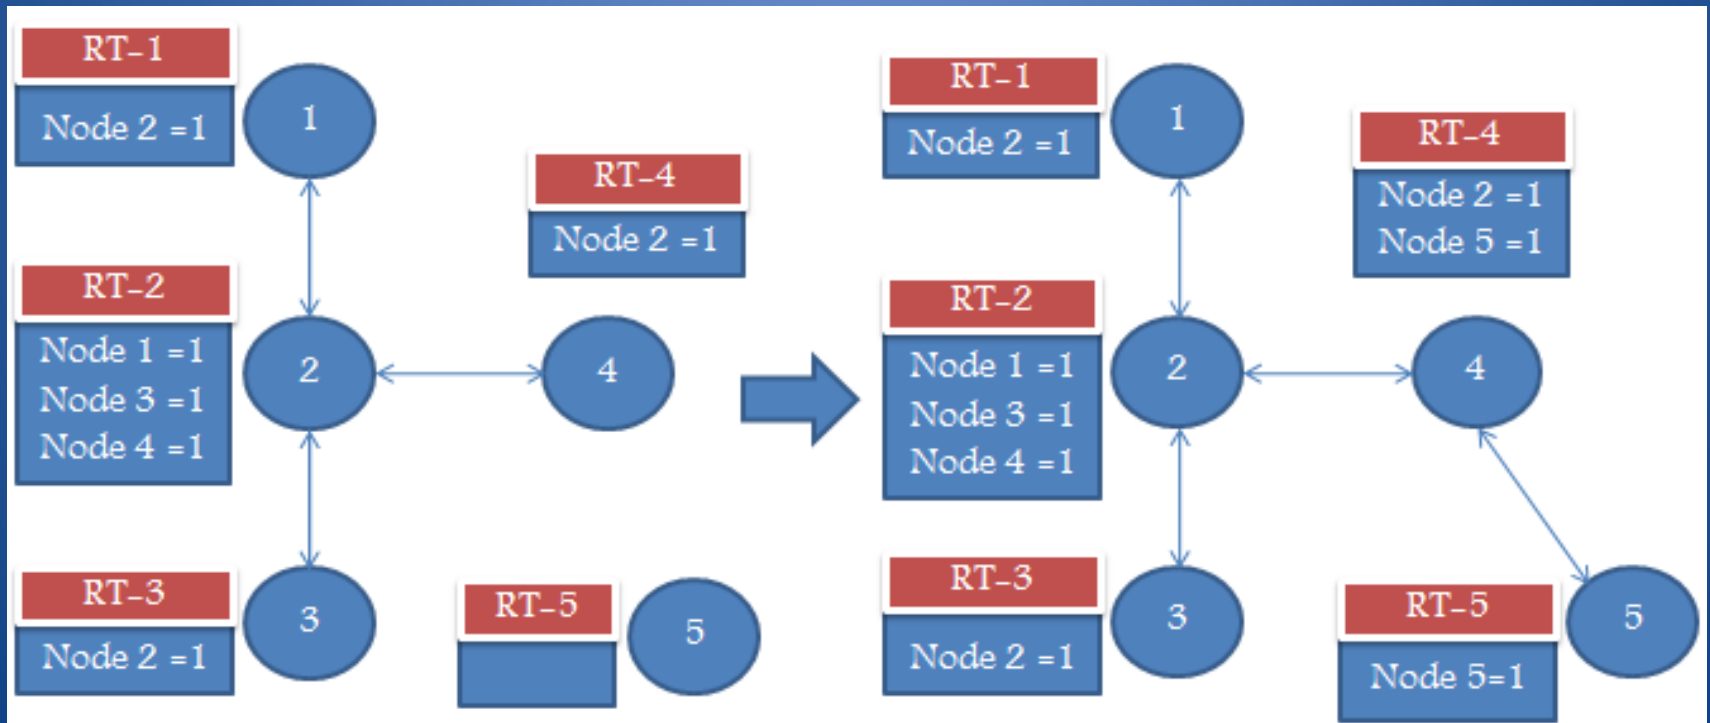 RT-1
Node 2 =1
1
RT-4
Node 2 =1
RT-2
Node 1 =1
Node 3 =1
Node 4 =1
2
4
RT-3
Node 2 =1
3
RT-5
5
RT-1
Node 2 =1
1
RT-4
Node 2 =1
Node 5 =1
RT-2
Node 1 =1
Node 3 =1
Node 4 =1
2
4
RT-3
Node 2 =1
3
RT-5
Node 5=1
5